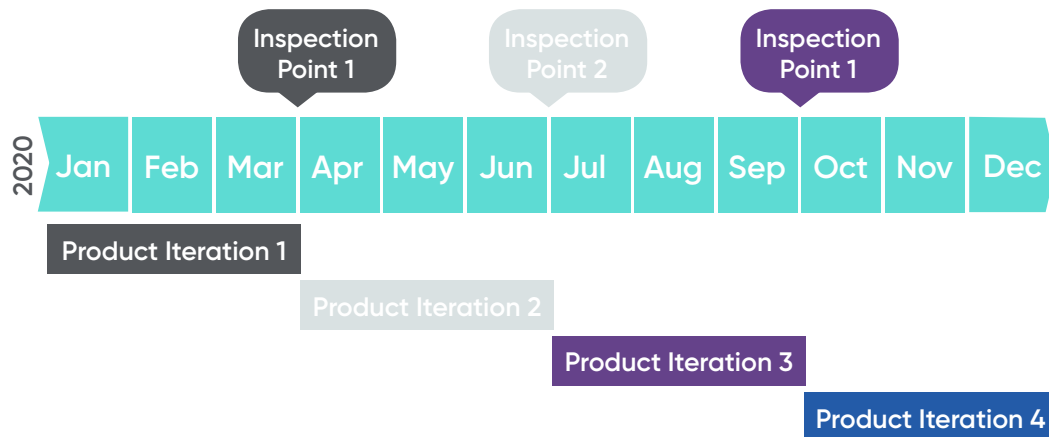 Inspection
Point 1
Inspection
Point 2
Inspection
Point 1
2020
Jan
Feb
Mar
Apr
May
Jun
Jul
Aug
Sep
Oct
Nov
Dec
Product Iteration 1
Product Iteration 2
Product Iteration 3
Product Iteration 4